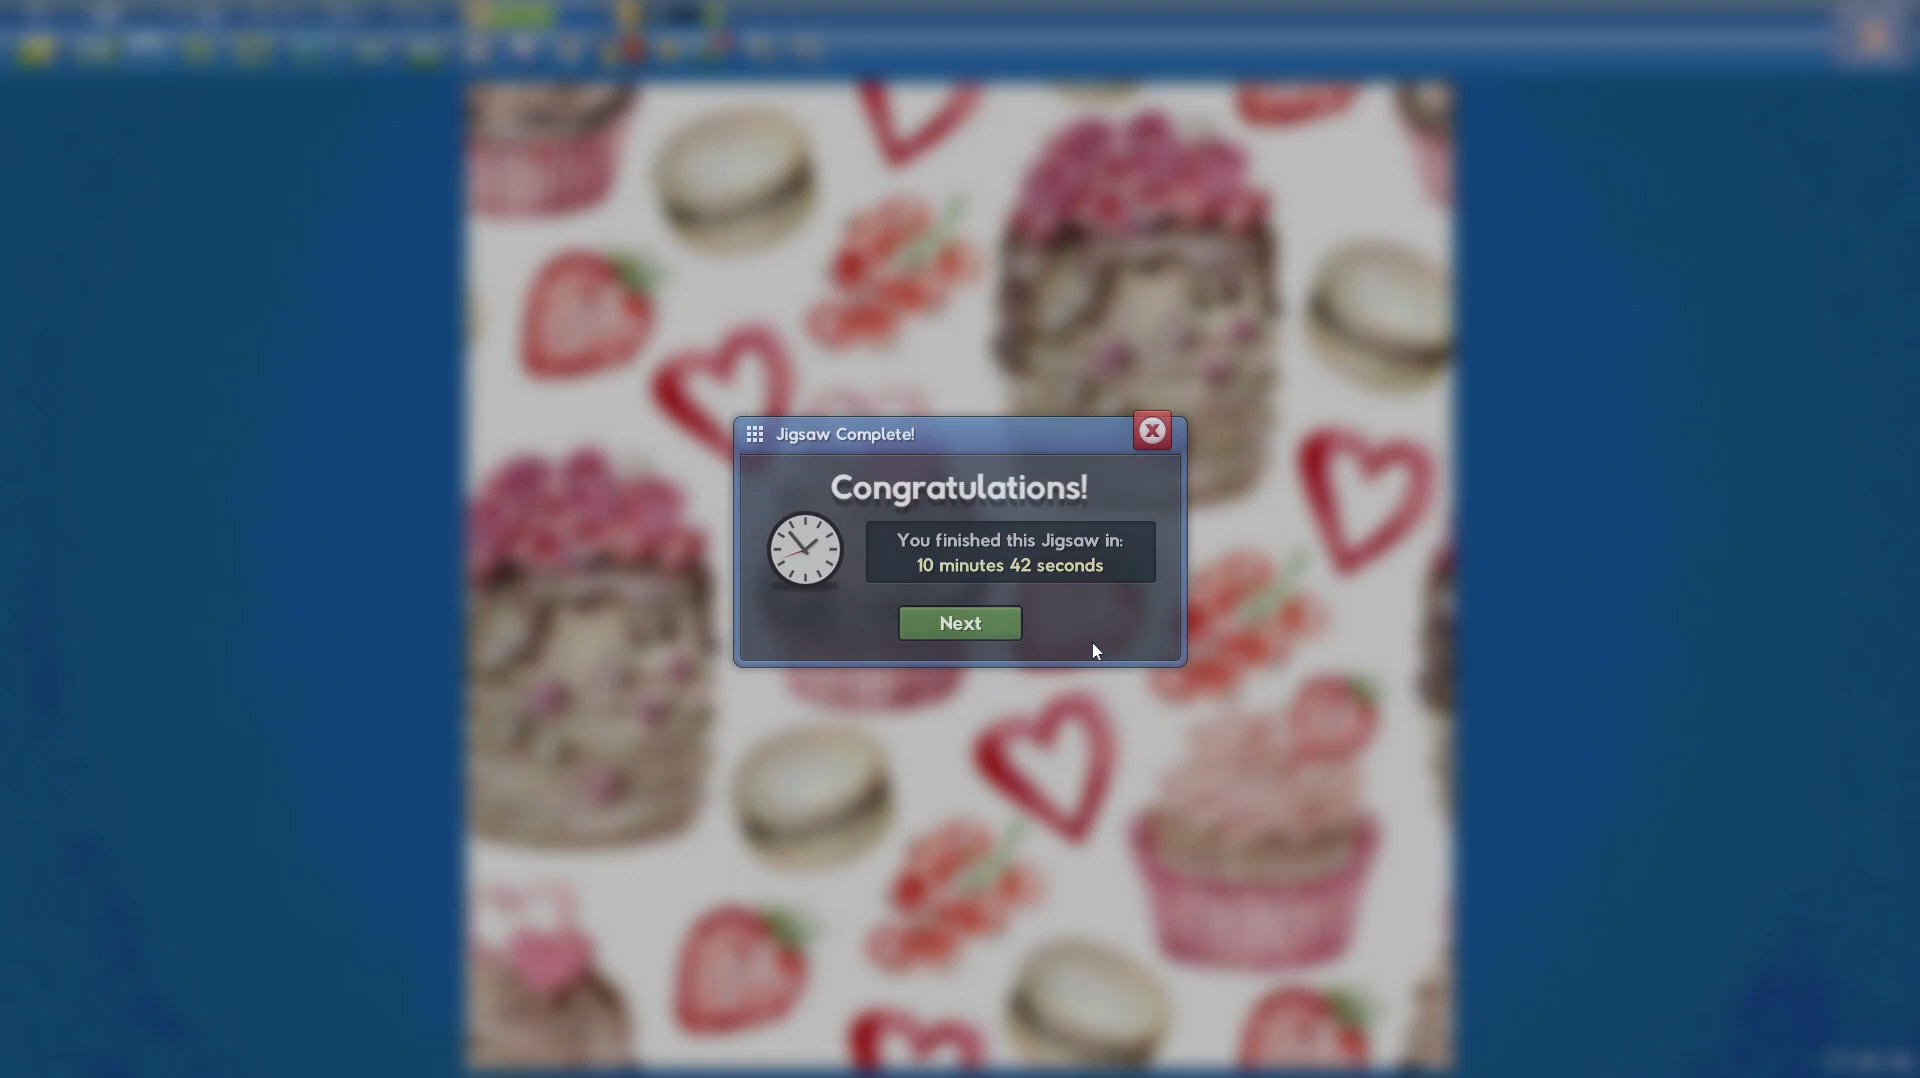 Jigsaw Complete!
Congratulations!
You finished this Jigsaw in:
10 minutes 42 seconds
Next